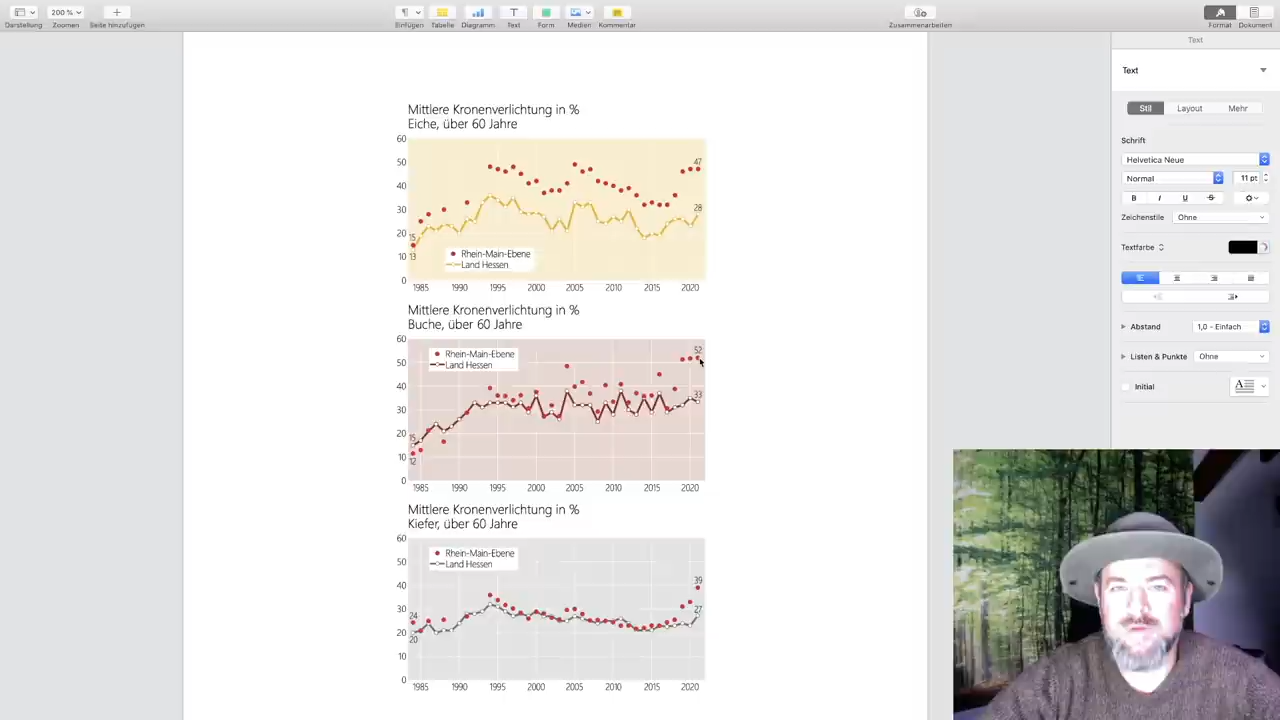 200 %
Darstellung Zoomen Seite hinzufügen
Einfügen Tabelle Diagramm Text Form Medien Kommentar
Zusammenarbeiten
Format Dokument
Text
Text
Stil Layout Mehr
Schrift
Helvetica Neue
Normal 11 pt
B I U S
Zeichenstile Ohne
Textfarbe
Abstand 1,0 - Einfach
Listen & Punkte Ohne
Initial
Mittlere Kronenverlichtung in %
Eiche, über 60 Jahre
60
50
40
30
20
10
0
47
28
15
13
Rhein-Main-Ebene
Land Hessen
1985 1990 1995 2000 2005 2010 2015 2020
Mittlere Kronenverlichtung in %
Buche, über 60 Jahre
60
50
40
30
20
10
0
Rhein-Main-Ebene
Land Hessen
52
33
15
12
1985 1990 1995 2000 2005 2010 2015 2020
Mittlere Kronenverlichtung in %
Kiefer, über 60 Jahre
60
50
40
30
20
10
0
Rhein-Main-Ebene
Land Hessen
39
27
24
20
1985 1990 1995 2000 2005 2010 2015 2020